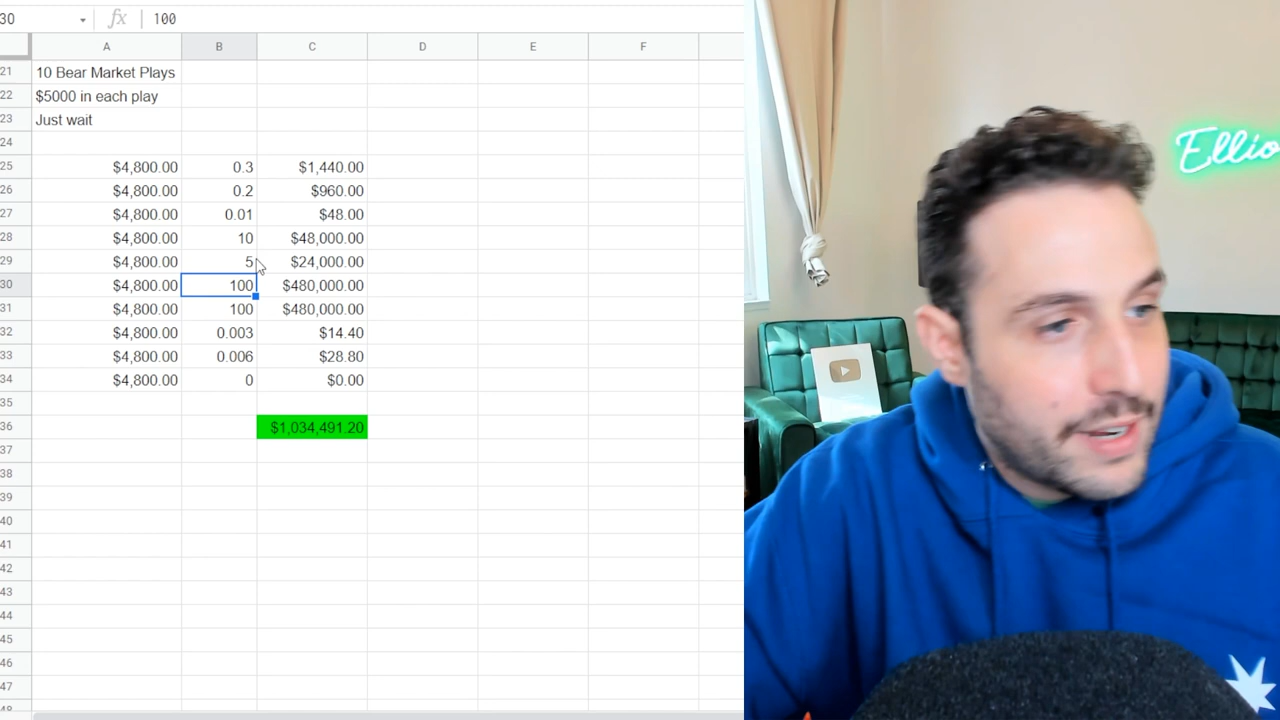 30 fx 100
A B C D E F
21 10 Bear Market Plays
22 $5000 in each play
23 Just wait
24
25 $4,800.00 0.3 $1,440.00
26 $4,800.00 0.2 $960.00
27 $4,800.00 0.01 $48.00
28 $4,800.00 10 $48,000.00
29 $4,800.00 5 $24,000.00
30 $4,800.00 100 $480,000.00
31 $4,800.00 100 $480,000.00
32 $4,800.00 0.003 $14.40
33 $4,800.00 0.006 $28.80
34 $4,800.00 0 $0.00
35
36 $1,034,491.20
37
38
39
40
41
42
43
44
45
46
47
48
Ellio